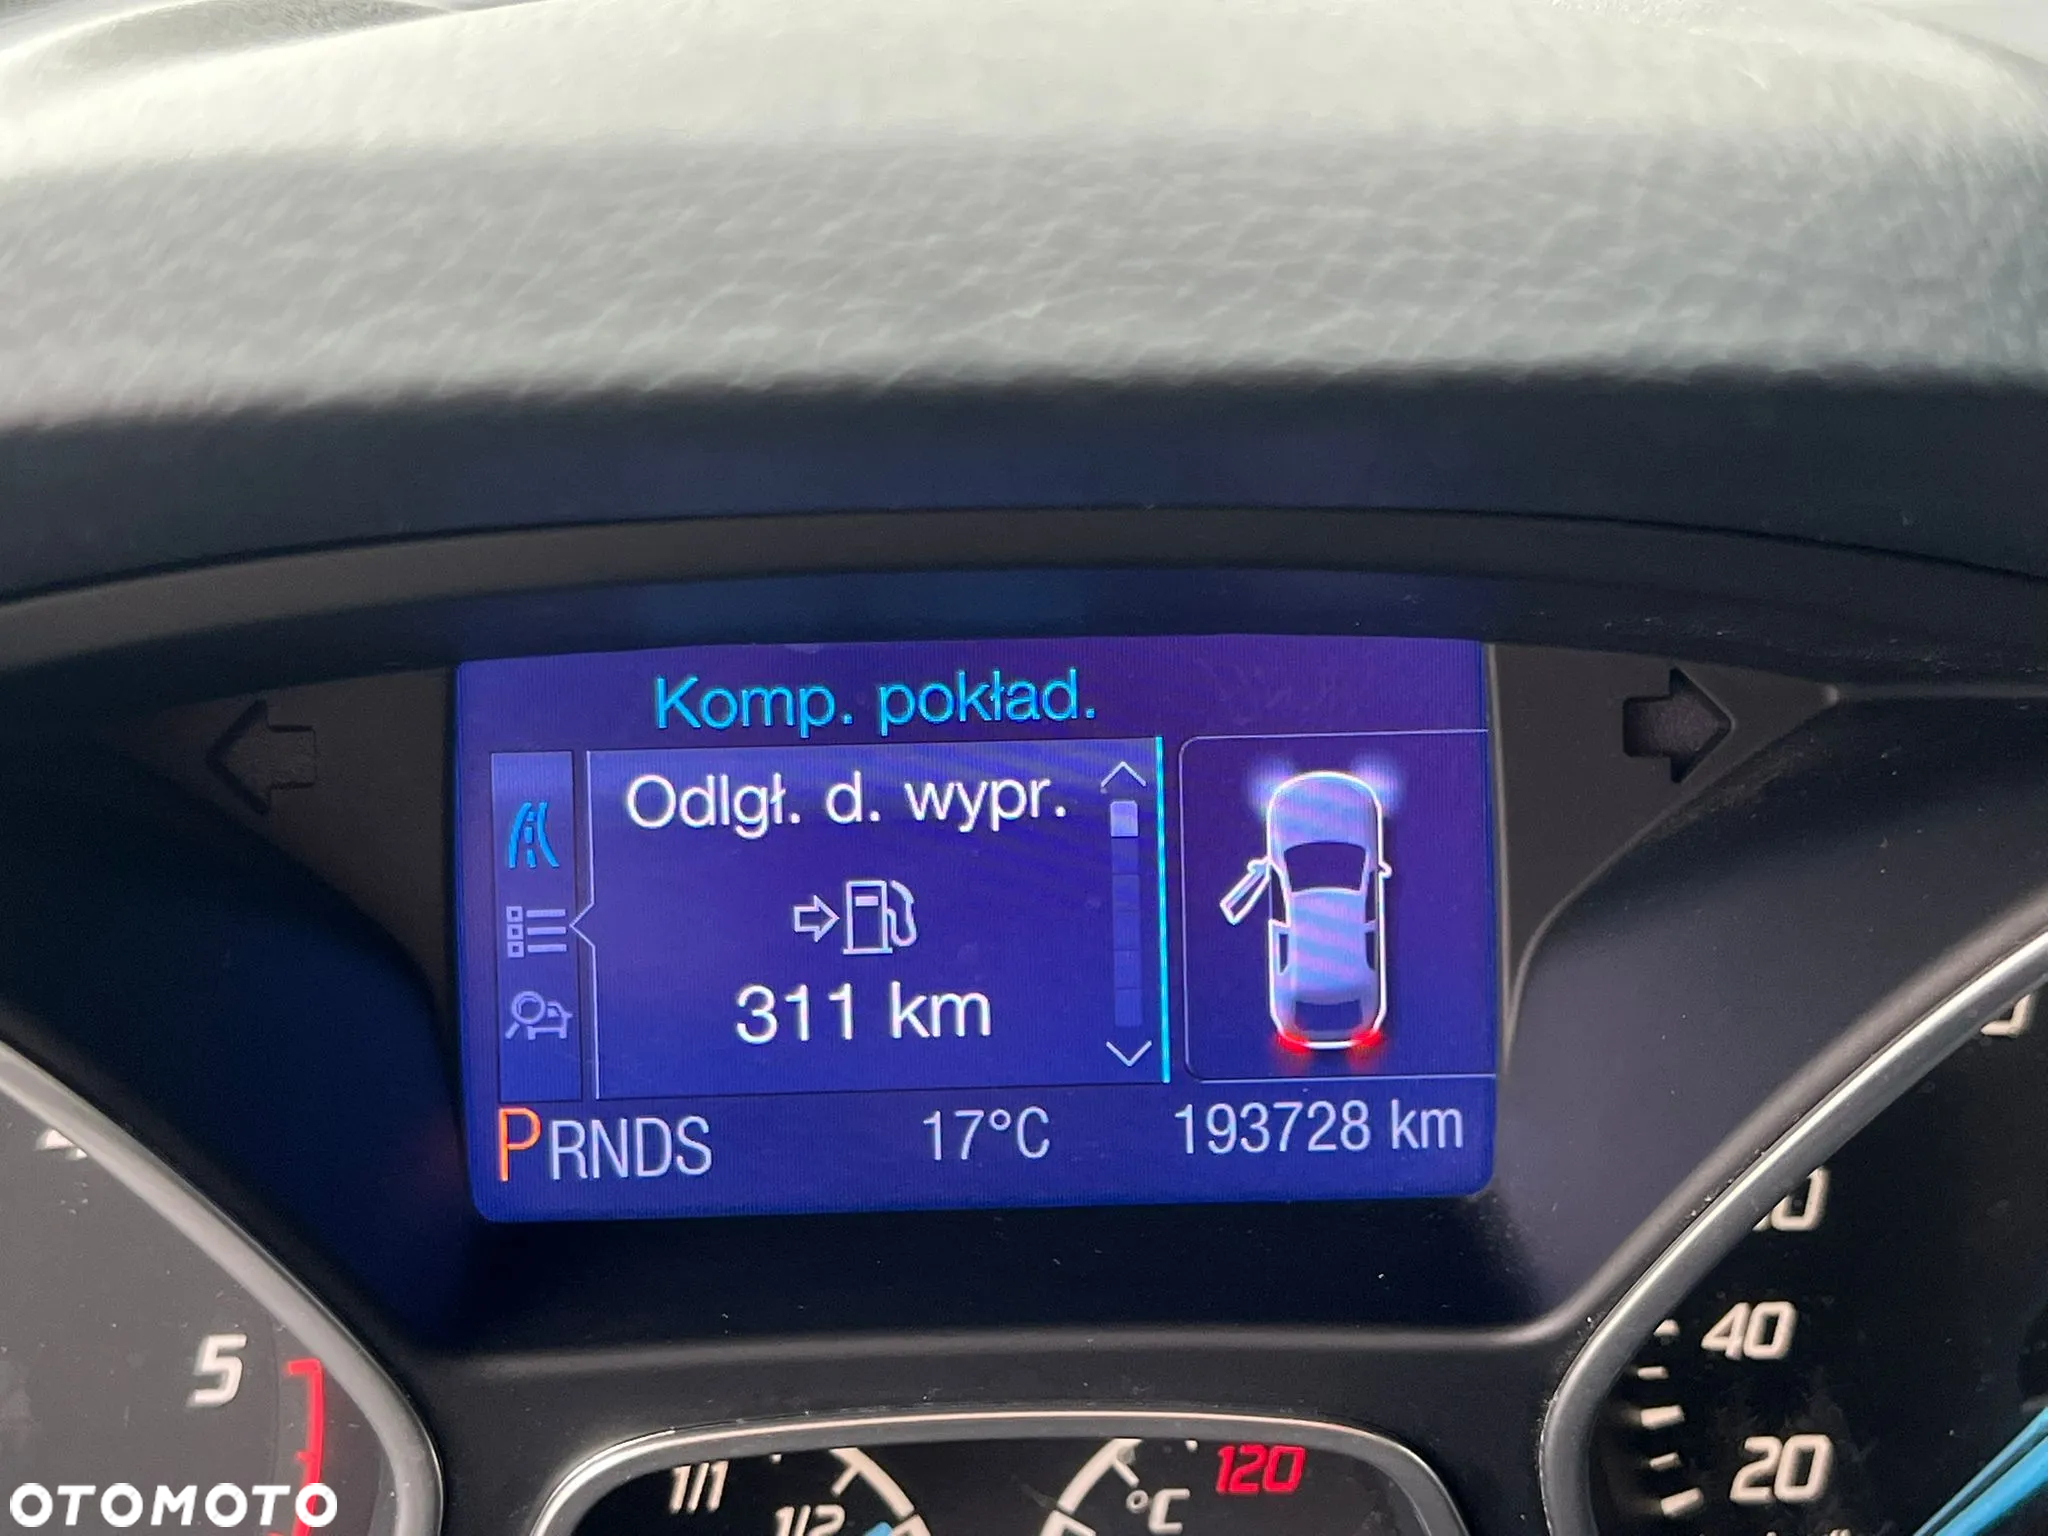 Komp. pokład.
Odlgł. d. wypr.
311 km
PRNDS 17°C 193728 km
5
40
20
1/1
1/2
°C
120
OTOMOTO